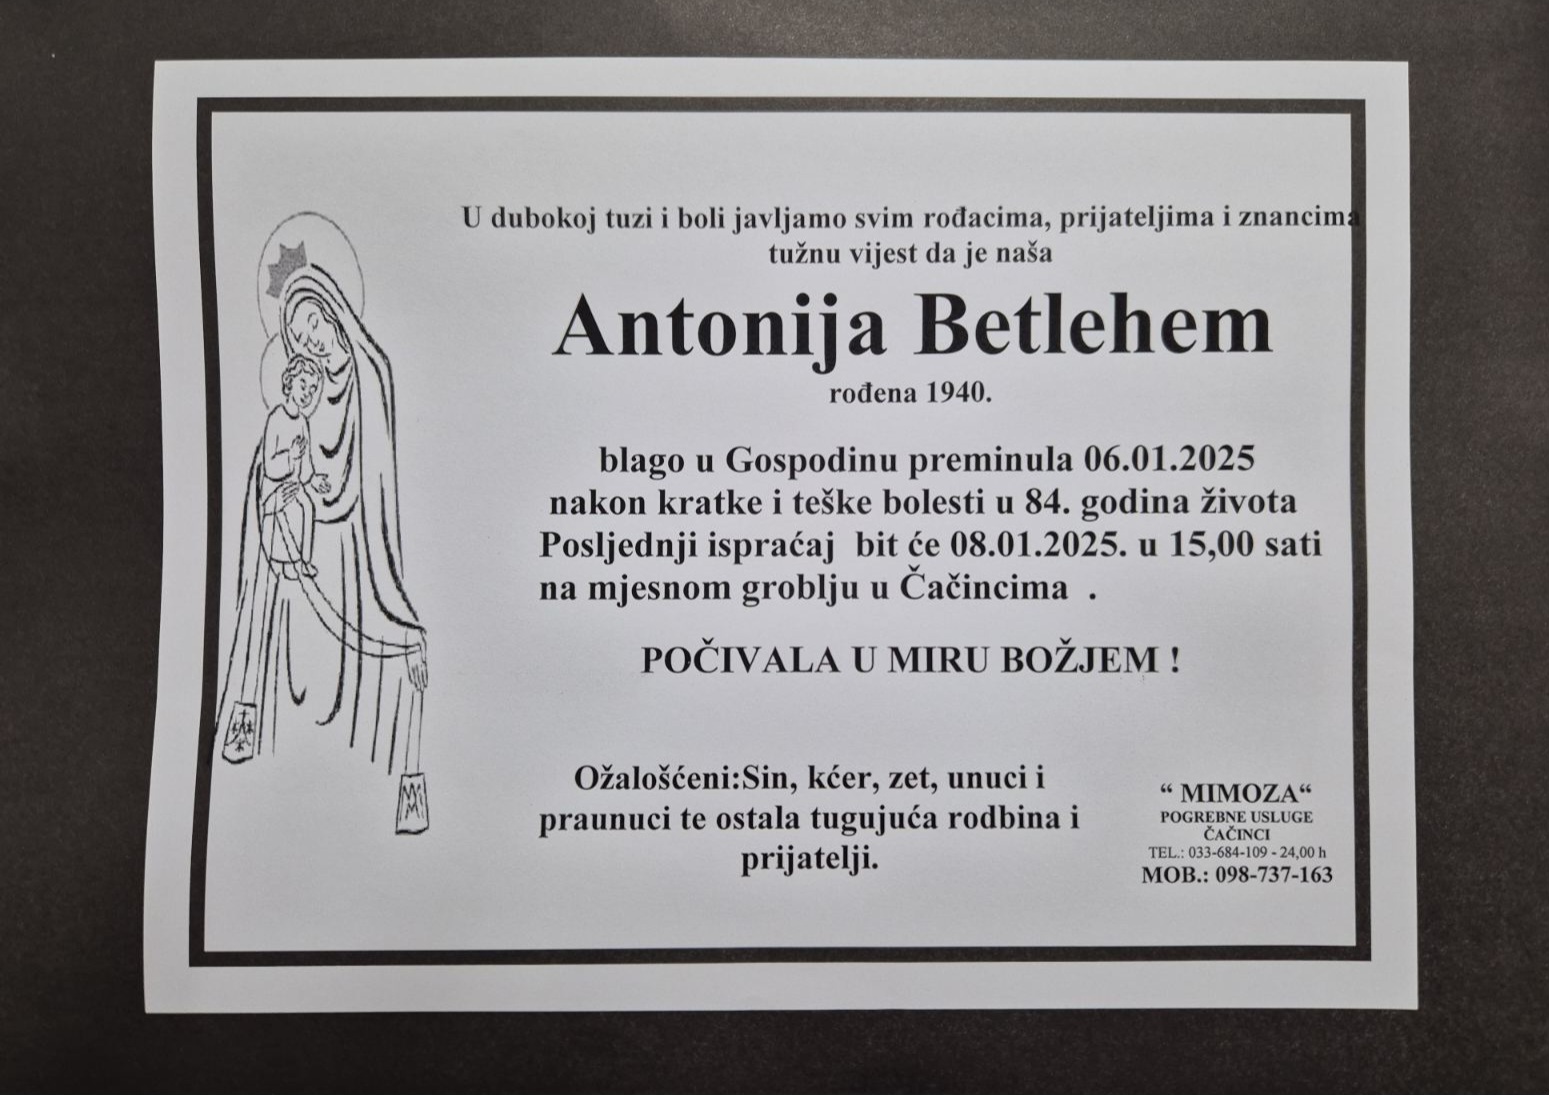 U dubokoj tuzi i boli javljamo svim rođacima, prijateljima i znancima
tužnu vijest da je naša
Antonija Betlehem
rođena 1940.
blago u Gospodinu preminula 06.01.2025
nakon kratke i teške bolesti u 84. godina života
Posljednji ispraćaj  bit će 08.01.2025. u 15,00 sati
na mjesnom groblju u Čačincima  .
POČIVALA U MIRU BOŽJEM !
Ožalošćeni:Sin, kćer, zet, unuci i
praunuci te ostala tugujuća rodbina i
prijatelji.
“ MIMOZA“
POGREBNE USLUGE
ČAČINCI
TEL.: 033-684-109 - 24,00 h
MOB.: 098-737-163